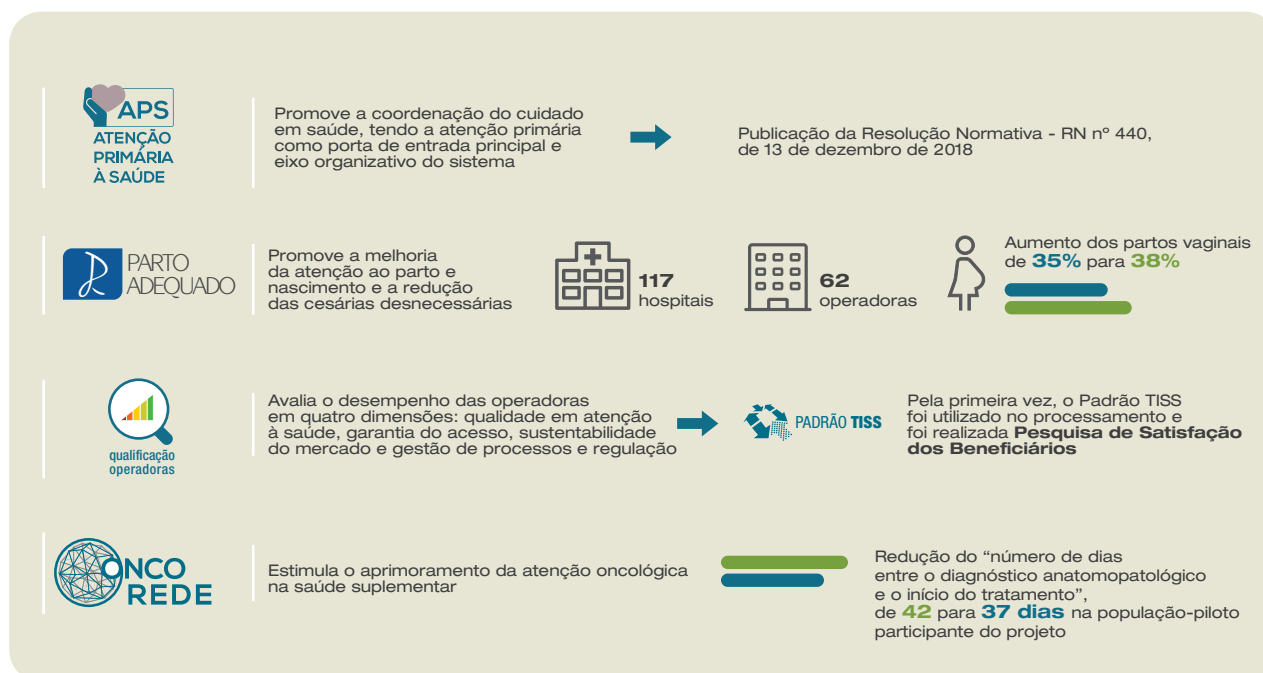 APS
ATENÇÃO
PRIMÁRIA
À SAÚDE
Promove a coordenação do cuidado
em saúde, tendo a atenção primária
como porta de entrada principal e
eixo organizativo do sistema
Publicação da Resolução Normativa - RN nº 440,
de 13 de dezembro de 2018
PARTO
ADEQUADO
Promove a melhoria
da atenção ao parto e
nascimento e a redução
das cesárias desnecessárias
117
hospitais
62
operadoras
Aumento dos partos vaginais
de 35% para 38%
qualificação
operadoras
Avalia o desempenho das operadoras
em quatro dimensões: qualidade em atenção
à saúde, garantia do acesso, sustentabilidade
do mercado e gestão de processos e regulação
PADRÃO TISS
Pela primeira vez, o Padrão TISS
foi utilizado no processamento e
foi realizada Pesquisa de Satisfação
dos Beneficiários
ONCO
REDE
Estimula o aprimoramento da atenção oncológica
na saúde suplementar
Redução do “número de dias
entre o diagnóstico anatomopatológico
e o início do tratamento”,
de 42 para 37 dias na população-piloto
participante do projeto